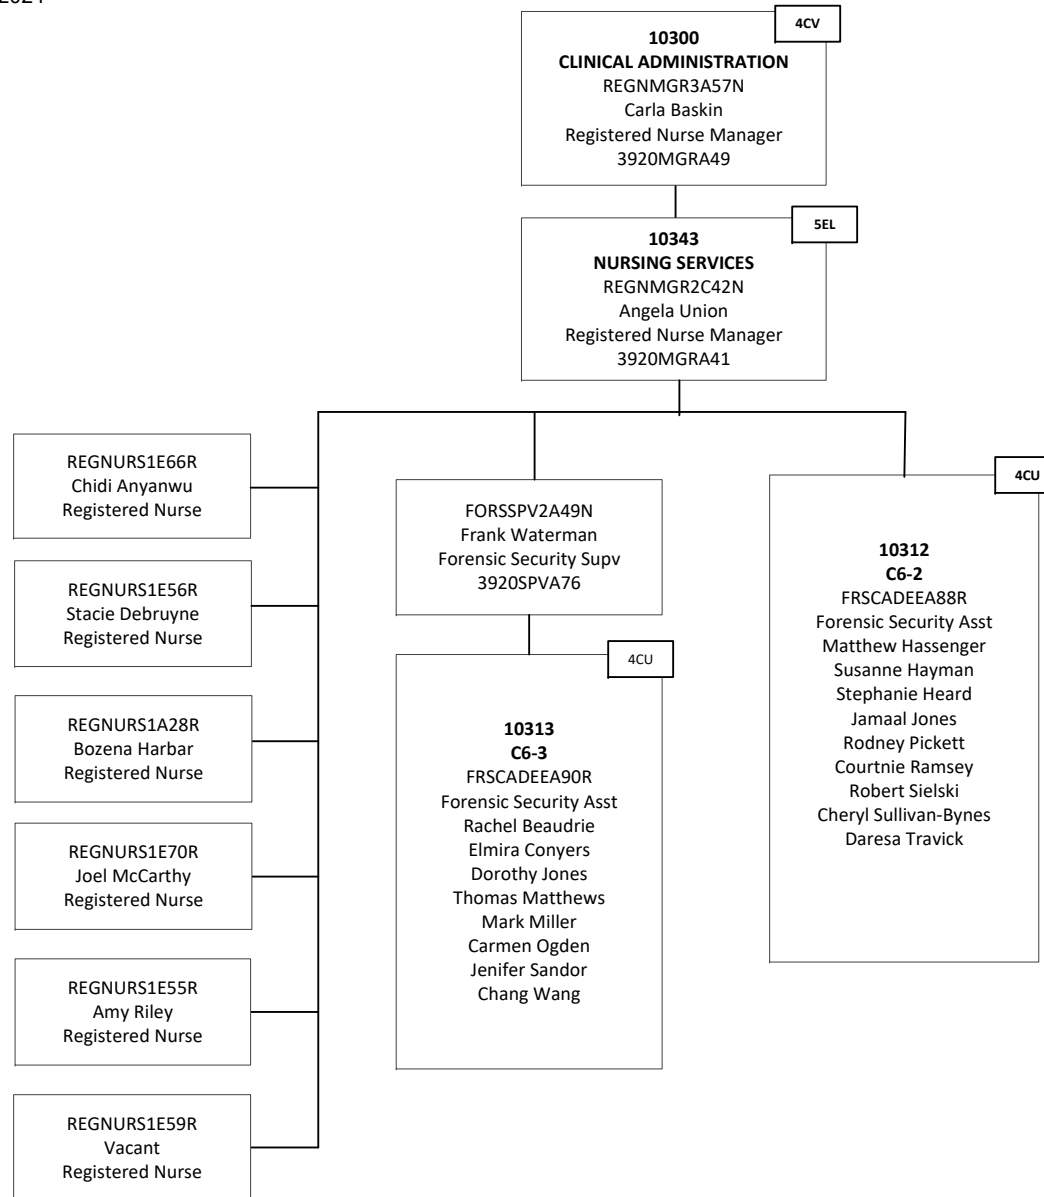 4CV
10300
CLINICAL ADMINISTRATION
REGNMGR3A57N
Carla Baskin
Registered Nurse Manager
3920MGRA49
5EL
10343
NURSING SERVICES
REGNMGR2C42N
Angela Union
Registered Nurse Manager
3920MGRA41
REGNURS1E66R
Chidi Anyanwu
Registered Nurse
REGNURS1E56R
Stacie Debruyne
Registered Nurse
REGNURS1A28R
Bozena Harbar
Registered Nurse
REGNURS1E70R
Joel McCarthy
Registered Nurse
REGNURS1E55R
Amy Riley
Registered Nurse
REGNURS1E59R
Vacant
Registered Nurse
FORSSPV2A49N
Frank Waterman
Forensic Security Supv
3920SPVA76
4CU
10313
C6-3
FRSCADEEA90R
Forensic Security Asst
Rachel Beaudrie
Elmira Conyers
Dorothy Jones
Thomas Matthews
Mark Miller
Carmen Ogden
Jenifer Sandor
Chang Wang
4CU
10312
C6-2
FRSCADEEA88R
Forensic Security Asst
Matthew Hassenger
Susanne Hayman
Stephanie Heard
Jamaal Jones
Rodney Pickett
Courtnie Ramsey
Robert Sielski
Cheryl Sullivan-Bynes
Daresa Travick